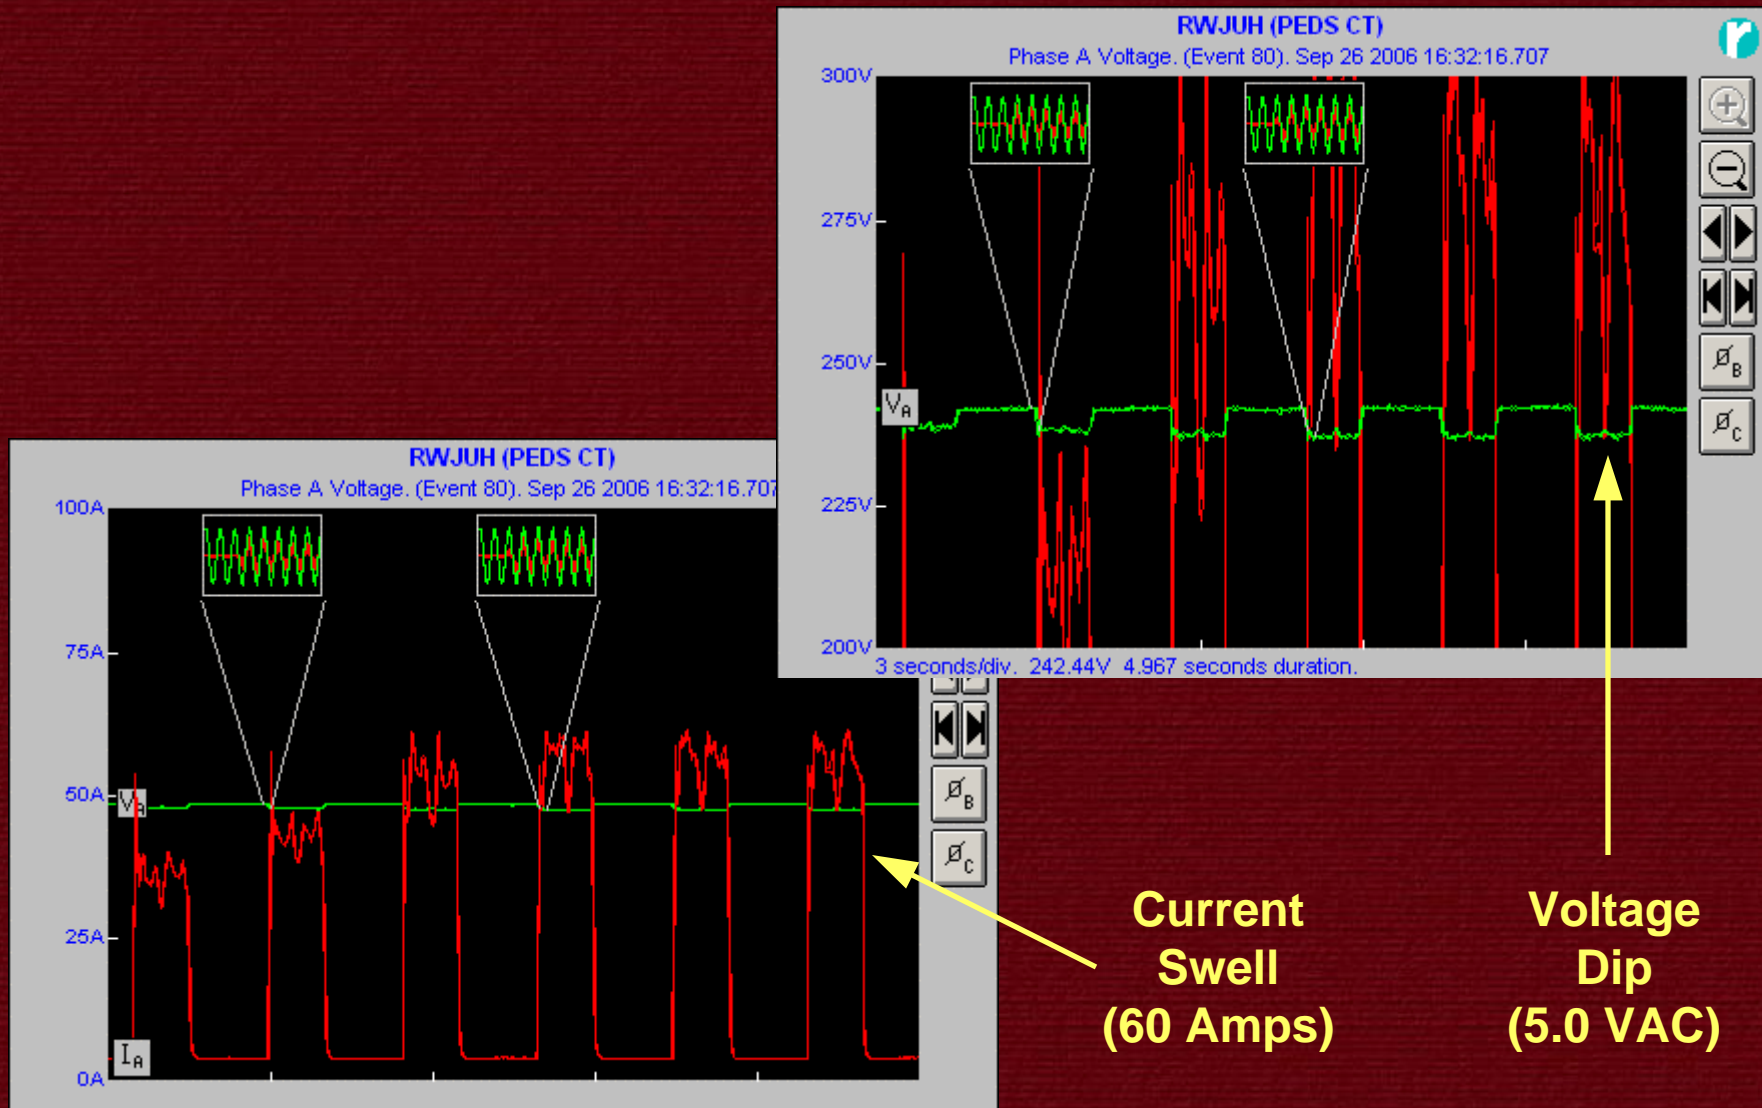 RWJUH (PEDS CT)
Phase A Voltage. (Event 80). Sep 26 2006 16:32:16.707
300V
275V
250V
225V
200V
VA
ØB
ØC
3 seconds/div. 242.44V 4.967 seconds duration.
RWJUH (PEDS CT)
Phase A Voltage. (Event 80). Sep 26 2006 16:32:16.707
100A
75A
50A
25A
0A
VA
IA
ØB
ØC
Current
Swell
(60 Amps)
Voltage
Dip
(5.0 VAC)